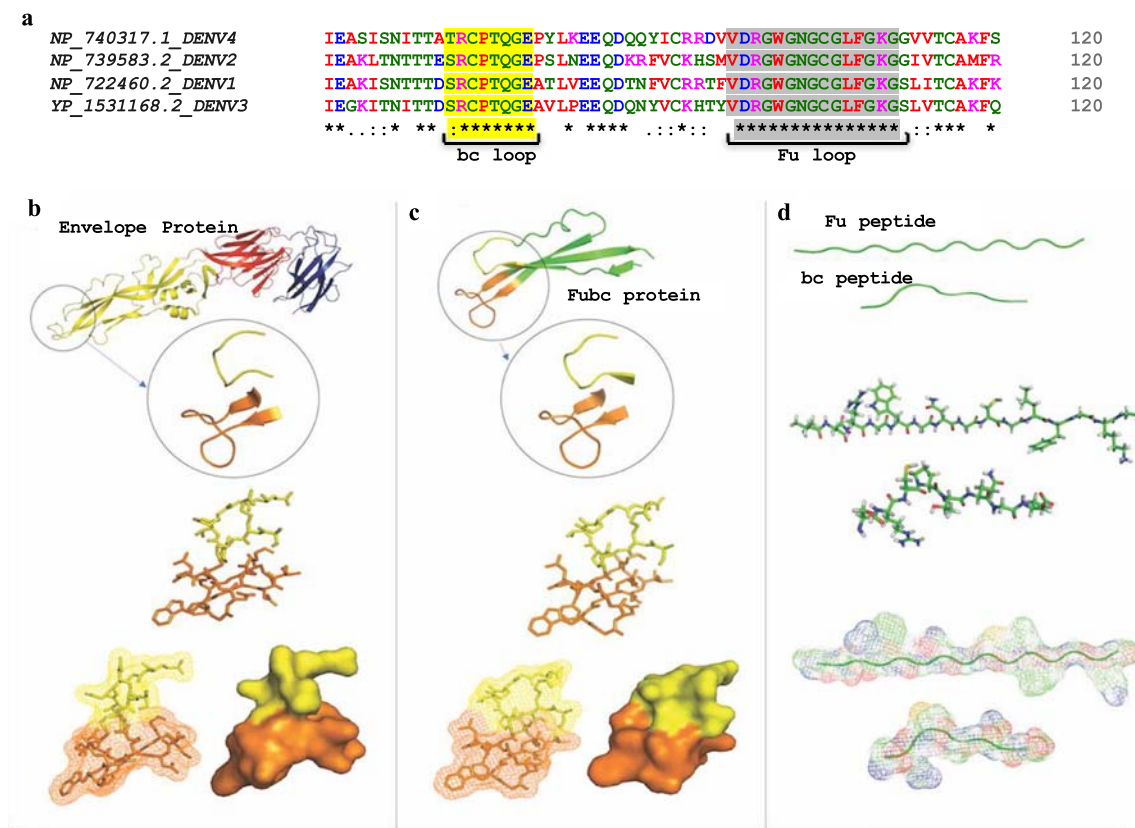 a
NP_740317.1_DENV4 IEASISNITTATRCPTQGEPYLKEEQDQQYICRRDVVDRGWGNGCGLFGKGGVVTCAKFS 120
NP_739583.2_DENV2 IEAKLTNTTTESRCPTQGEPSLNEEQDKRFVCKHSMVDRGWGNGCGLFGKGGIVTCAMFR 120
NP_722460.2_DENV1 IEAKISNTTTDSRCPTQGEATLVEEQDTNFVCRRTFVDRGWGNGCGLFGKGSLITCAKFK 120
YP_1531168.2_DENV3 IEGKITNITTDSRCPTQGEAVLPEEQDQNYVCKHTYVDRGWGNGCGLFGKGSLVTCAKFQ 120
**..::* ** :******* * **** .:*:: ***************.::*** *
bc loop Fu loop
b
Envelope Protein
c
Fubc protein
d
Fu peptide
bc peptide